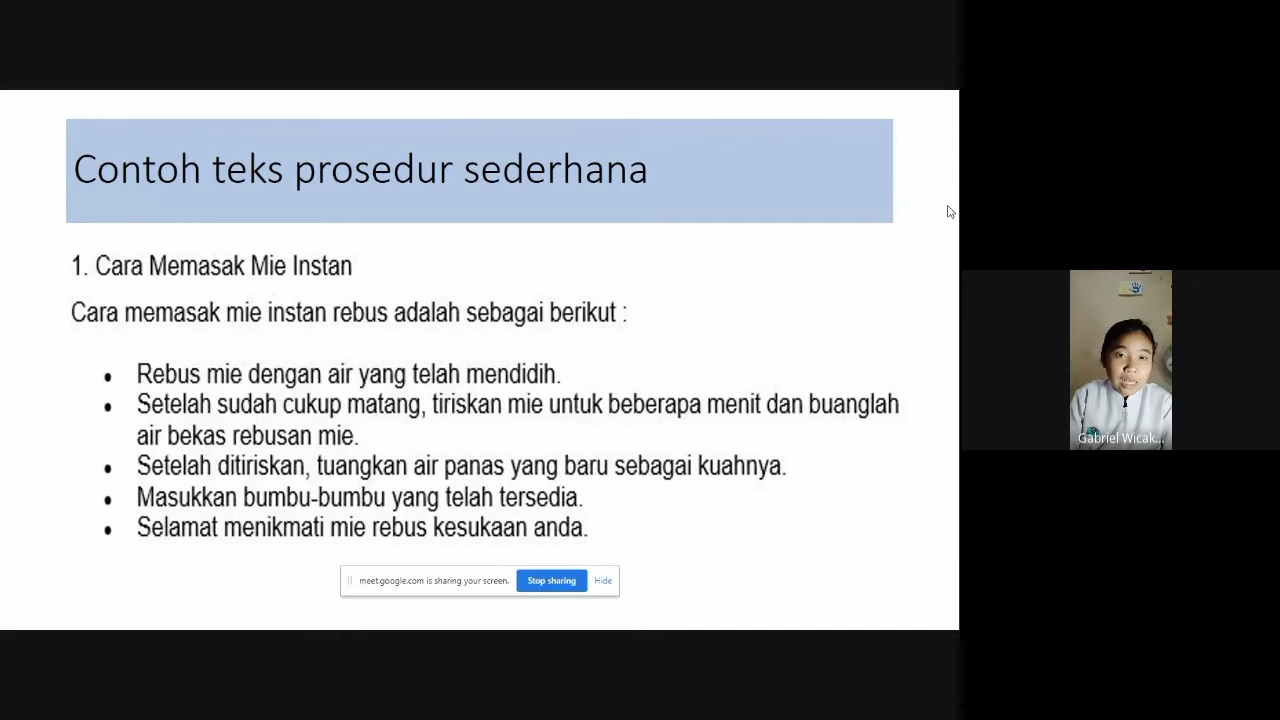 Contoh teks prosedur sederhana
1. Cara Memasak Mie Instan
Cara memasak mie instan rebus adalah sebagai berikut :
• Rebus mie dengan air yang telah mendidih.
• Setelah sudah cukup matang, tiriskan mie untuk beberapa menit dan buanglah
air bekas rebusan mie.
• Setelah ditiriskan, tuangkan air panas yang baru sebagai kuahnya.
• Masukkan bumbu-bumbu yang telah tersedia.
• Selamat menikmati mie rebus kesukaan anda.
meet.google.com is sharing your screen. Stop sharing Hide
Gabriel Wicak...